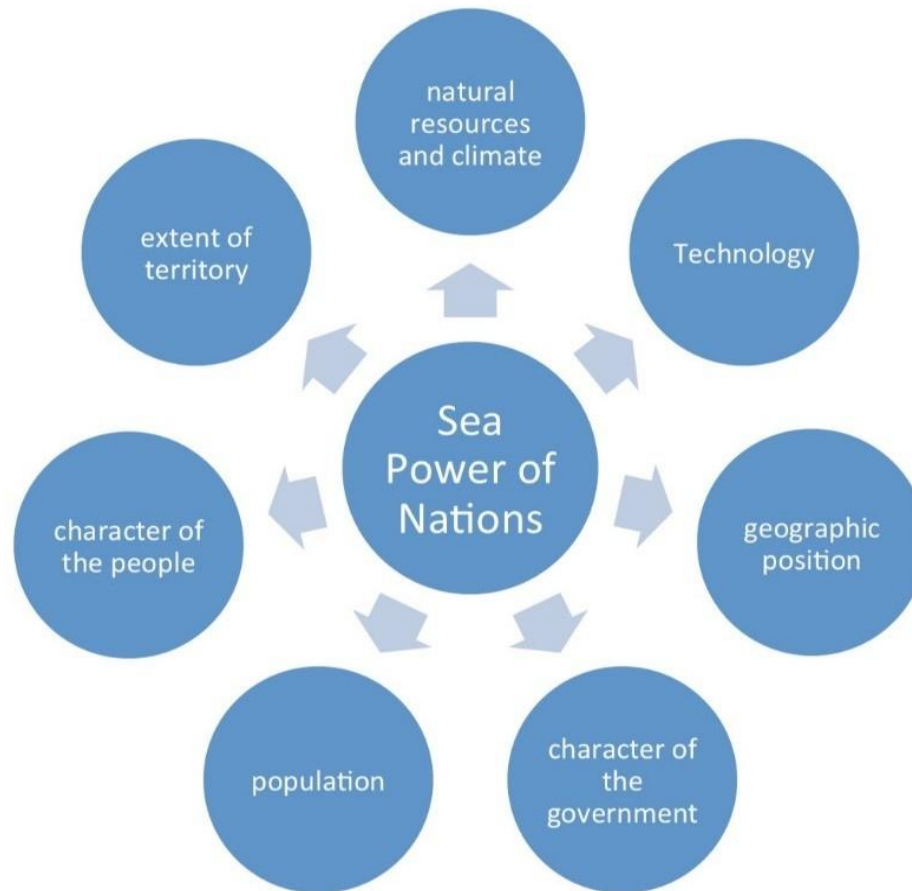 natural
resources
and climate
Technology
geographic
position
character of
the
government
population
character of
the people
extent of
territory
Sea
Power of
Nations